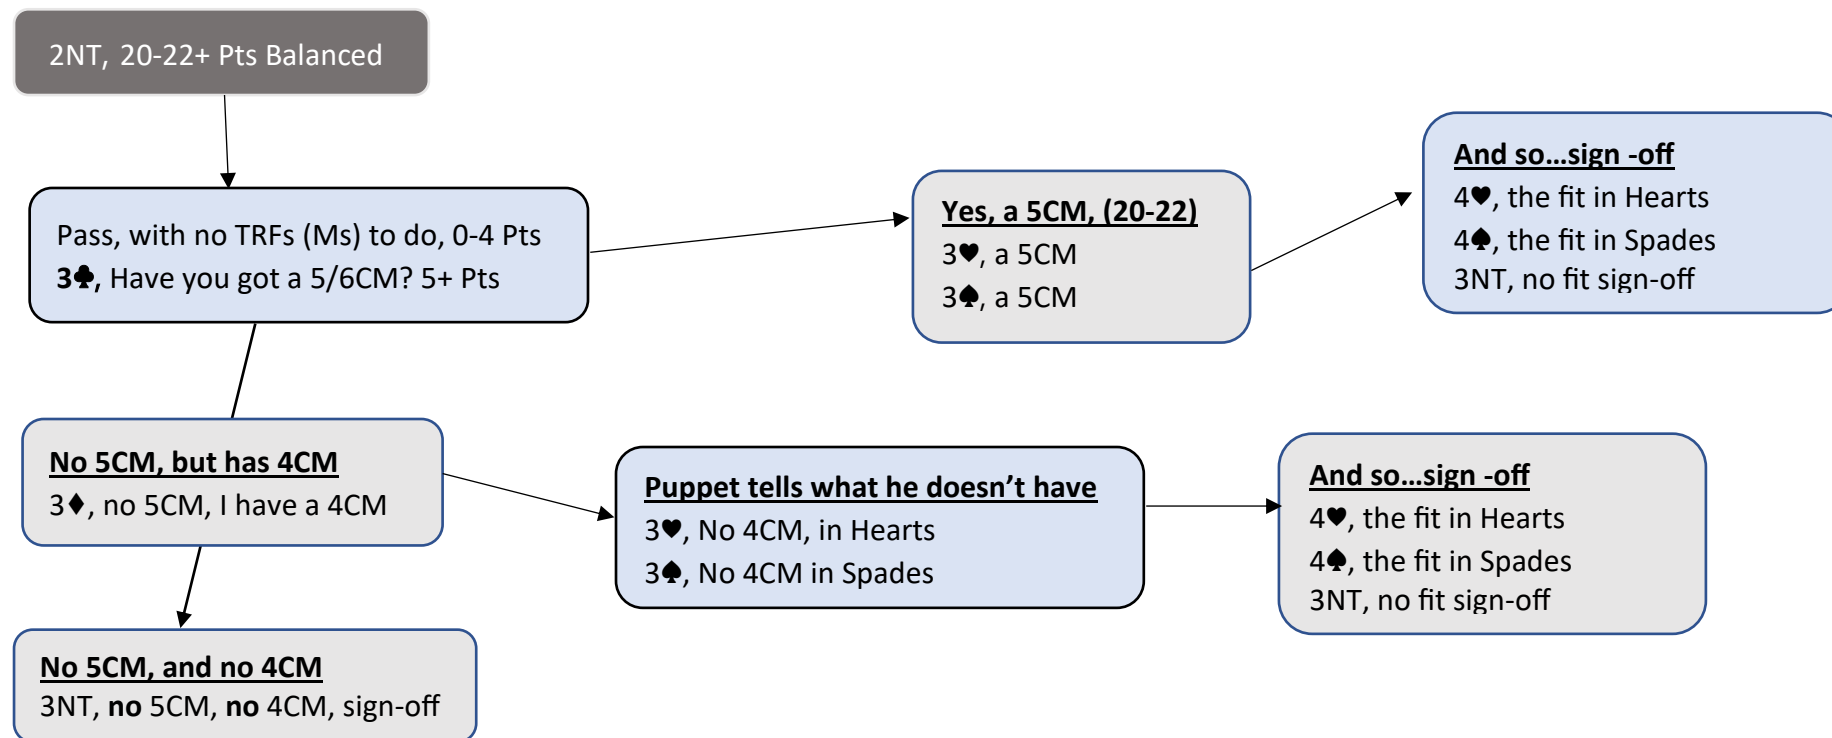 2NT, 20-22+ Pts Balanced
Pass, with no TRFs (Ms) to do, 0-4 Pts
3♣, Have you got a 5/6CM? 5+ Pts
Yes, a 5CM, (20-22)
3♥, a 5CM
3♠, a 5CM
And so...sign -off
4♥, the fit in Hearts
4♠, the fit in Spades
3NT, no fit sign-off
No 5CM, but has 4CM
3♦, no 5CM, I have a 4CM
Puppet tells what he doesn’t have
3♥, No 4CM, in Hearts
3♠, No 4CM in Spades
And so...sign -off
4♥, the fit in Hearts
4♠, the fit in Spades
3NT, no fit sign-off
No 5CM, and no 4CM
3NT, no 5CM, no 4CM, sign-off